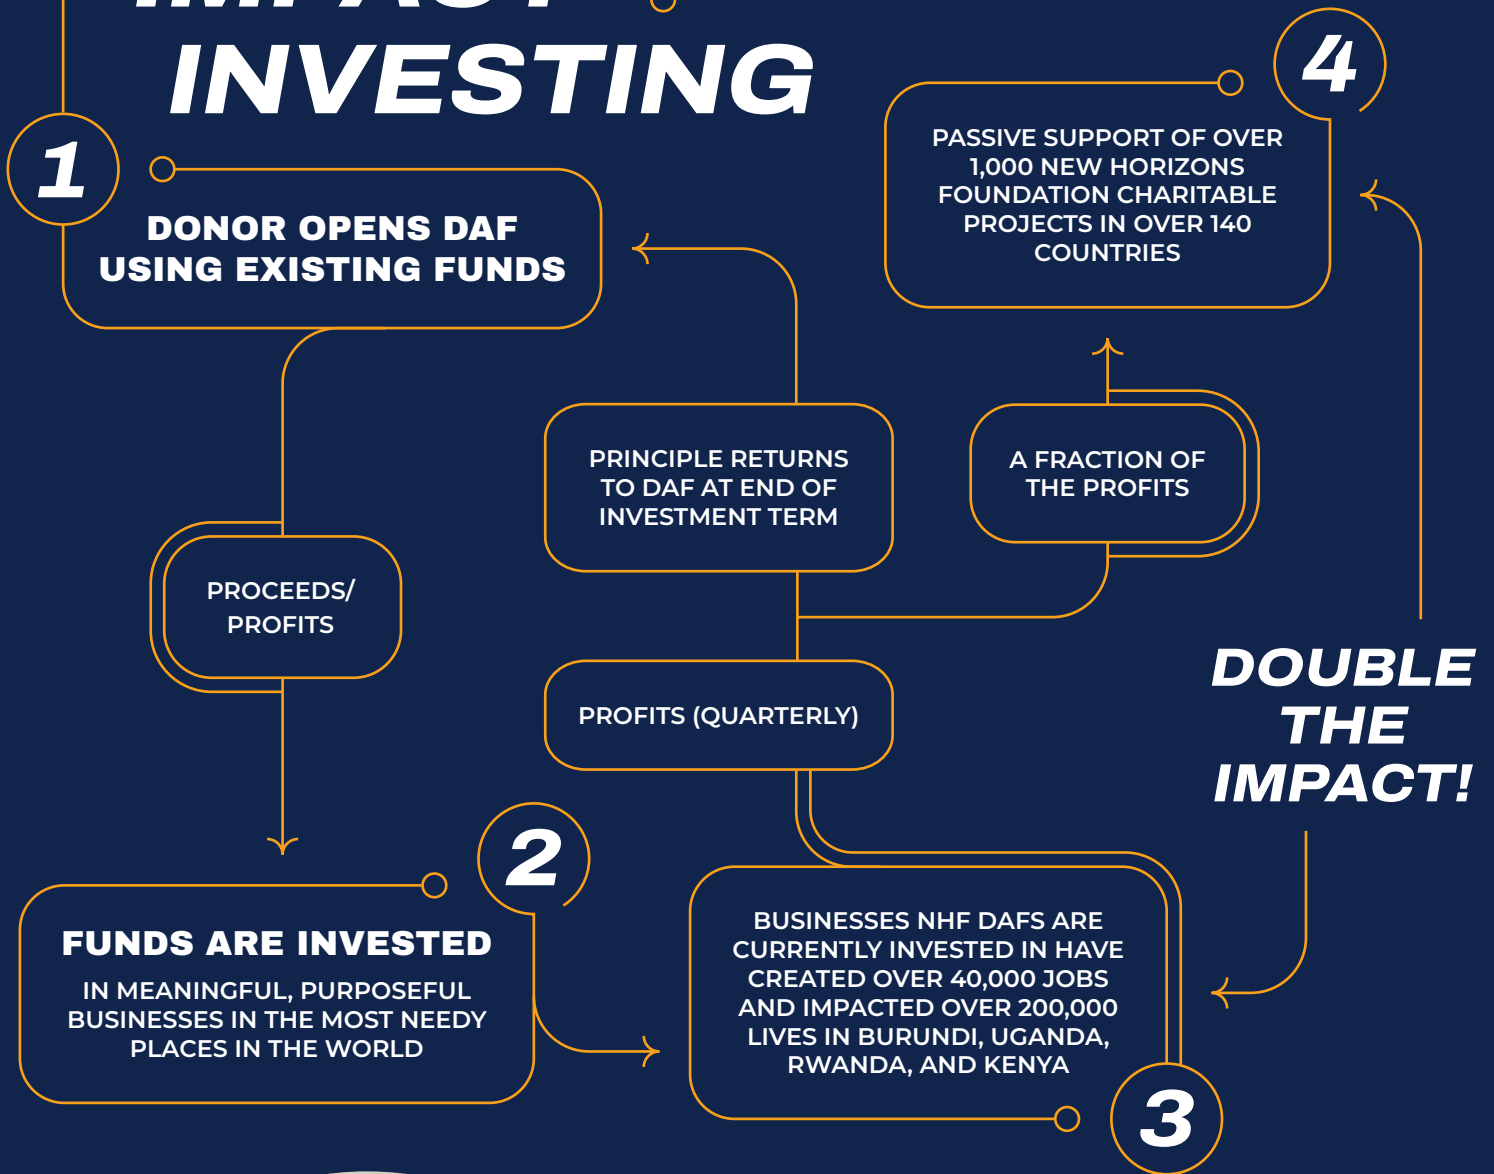 IMPACT
INVESTING
1
DONOR OPENS DAF
USING EXISTING FUNDS
4
PASSIVE SUPPORT OF OVER
1,000 NEW HORIZONS
FOUNDATION CHARITABLE
PROJECTS IN OVER 140
COUNTRIES
PRINCIPLE RETURNS
TO DAF AT END OF
INVESTMENT TERM
A FRACTION OF
THE PROFITS
PROCEEDS/
PROFITS
PROFITS (QUARTERLY)
DOUBLE
THE
IMPACT!
2
FUNDS ARE INVESTED
IN MEANINGFUL, PURPOSEFUL
BUSINESSES IN THE MOST NEEDY
PLACES IN THE WORLD
BUSINESSES NHF DAFS ARE
CURRENTLY INVESTED IN HAVE
CREATED OVER 40,000 JOBS
AND IMPACTED OVER 200,000
LIVES IN BURUNDI, UGANDA,
RWANDA, AND KENYA
3